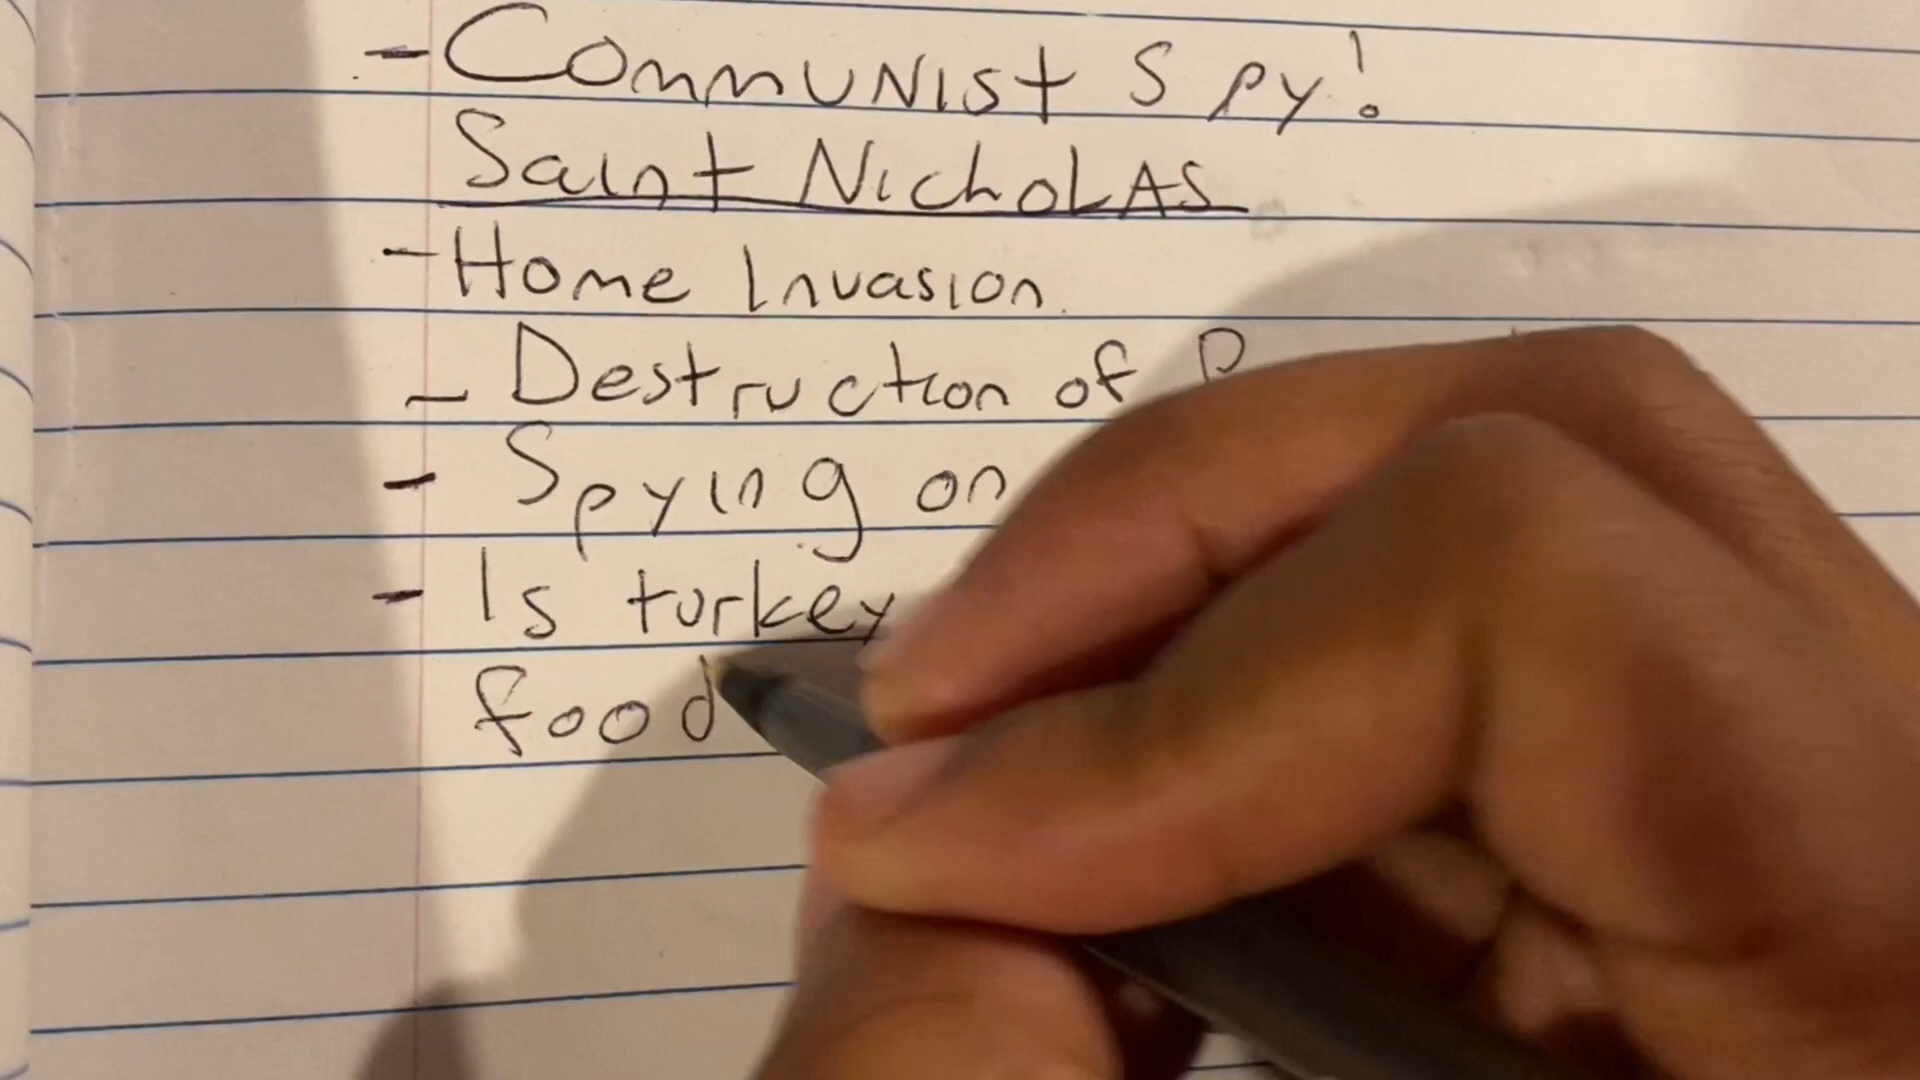 - Communist Spy!
Saint Nicholas
- Home Invasion
- Destruction of
- Spying on
- Is turkey
food